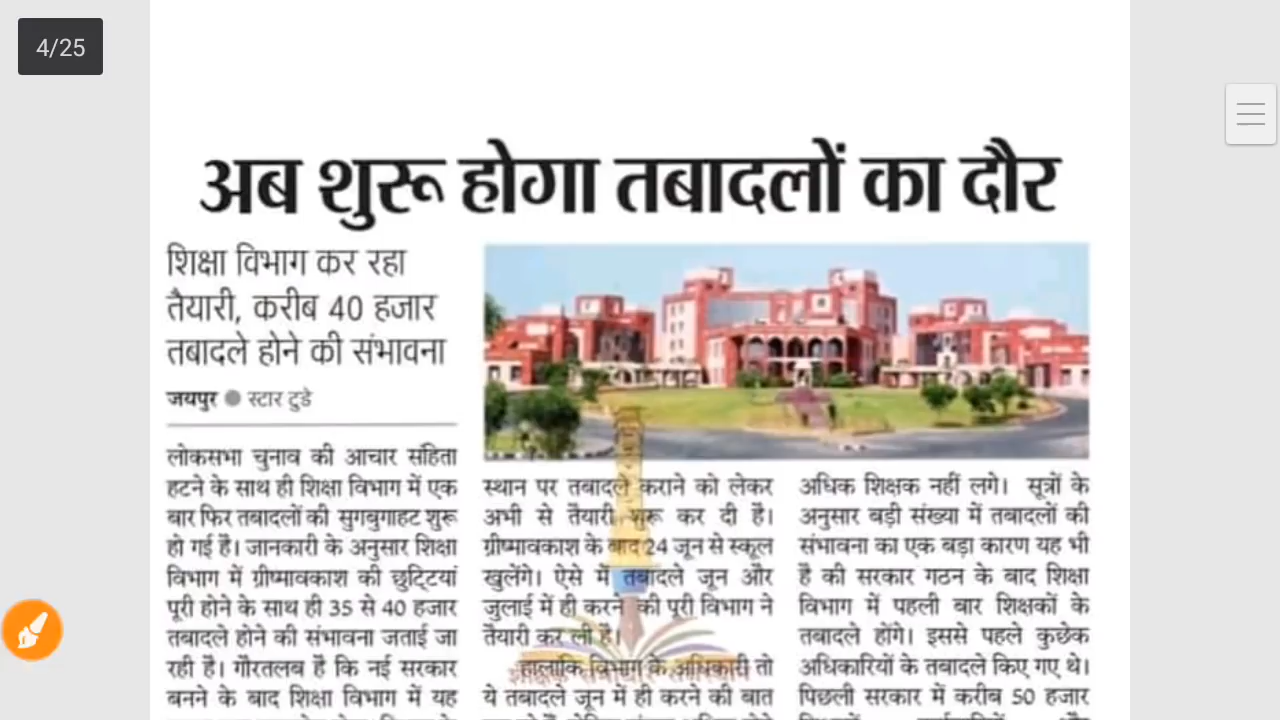 4/25
अब शुरू होगा तबादलों का दौर
शिक्षा विभाग कर रहा
तैयारी, करीब 40 हजार
तबादले होने की संभावना
जयपुर ● स्टार टुडे
लोकसभा चुनाव की आचार संहिता
हटने के साथ ही शिक्षा विभाग में एक
बार फिर तबादलों की सुगबुगाहट शुरू
हो गई है। जानकारी के अनुसार शिक्षा
विभाग में ग्रीष्मावकाश की छुट्टियां
पूरी होने के साथ ही 35 से 40 हजार
तबादले होने की संभावना जताई जा
रही है। गौरतलब है कि नई सरकार
बनने के बाद शिक्षा विभाग में यह
स्थान पर तबादले कराने को लेकर
अभी से तैयारी शुरू कर दी है।
ग्रीष्मावकाश के बाद 24 जून से स्कूल
खुलेंगे। ऐसे में तबादले जून और
जुलाई में ही करने की पूरी विभाग ने
तैयारी कर ली है।
हालांकि विभाग के अधिकारी तो
ये तबादले जून में ही करने की बात
अधिक शिक्षक नहीं लगे। सूत्रों के
अनुसार बड़ी संख्या में तबादलों की
संभावना का एक बड़ा कारण यह भी
है की सरकार गठन के बाद शिक्षा
विभाग में पहली बार शिक्षकों के
तबादले होंगे। इससे पहले कुछेक
अधिकारियों के तबादले किए गए थे।
पिछली सरकार में करीब 50 हजार